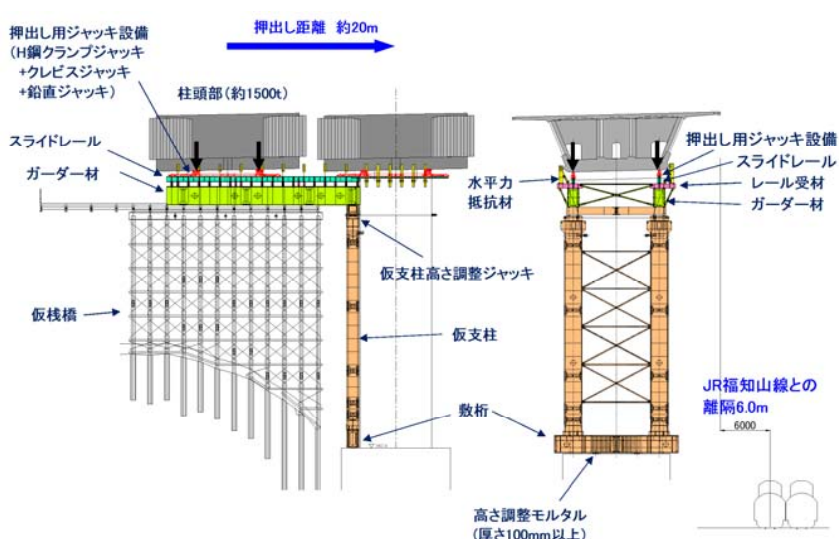 押出し距離 約20m
押出し用ジャッキ設備
(H鋼クランプジャッキ
+クレビスジャッキ
+鉛直ジャッキ)
柱頭部(約1500t)
スライドレール
ガーダー材
仮支柱高さ調整ジャッキ
仮桟橋
仮支柱
敷桁
水平力
抵抗材
押出し用ジャッキ設備
スライドレール
レール受材
ガーダー材
JR福知山線との
離隔6.0m
6000
高さ調整モルタル
(厚さ100mm以上)